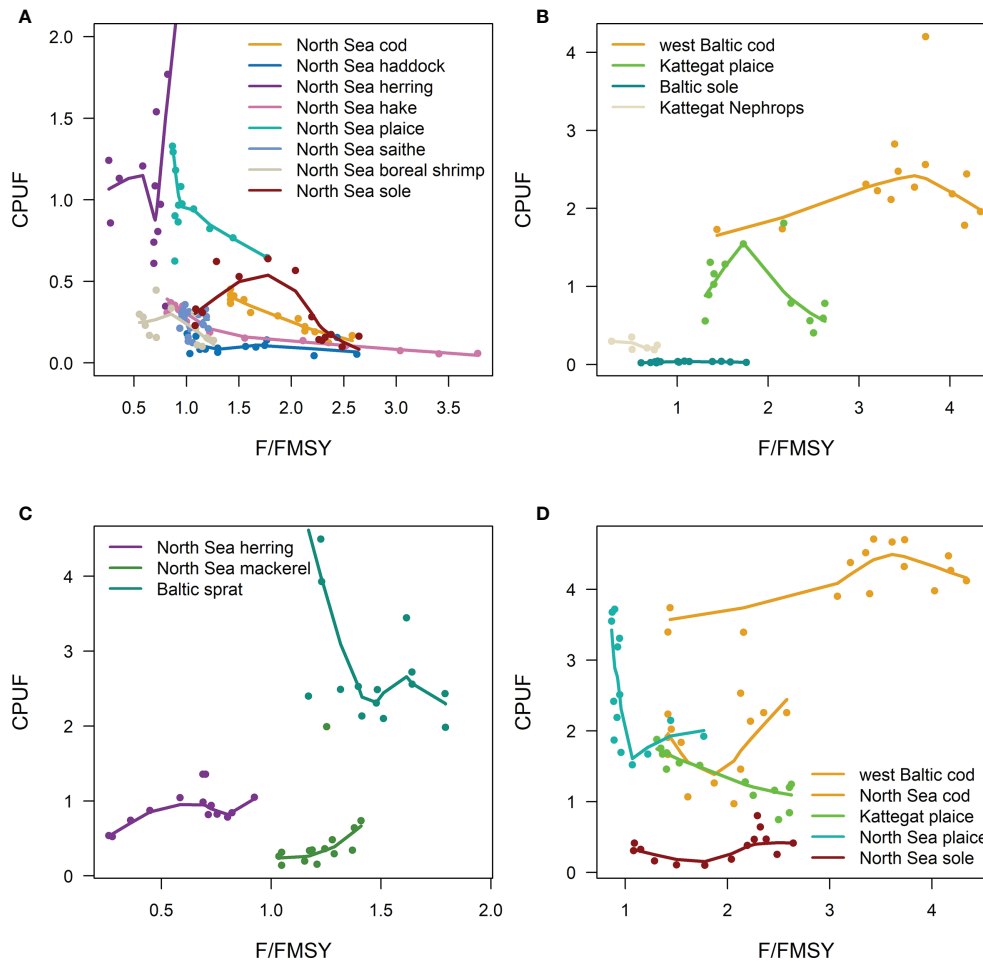 A
CPUF
2.0
1.5
1.0
0.5
0.0
North Sea cod
North Sea haddock
North Sea herring
North Sea hake
North Sea plaice
North Sea saithe
North Sea boreal shrimp
North Sea sole
0.5 1.0 1.5 2.0 2.5 3.0 3.5
F/FMSY
B
CPUF
4
3
2
1
0
west Baltic cod
Kattegat plaice
Baltic sole
Kattegat Nephrops
1 2 3 4
F/FMSY
C
CPUF
4
3
2
1
0
North Sea herring
North Sea mackerel
Baltic sprat
0.5 1.0 1.5 2.0
F/FMSY
D
CPUF
4
3
2
1
0
west Baltic cod
North Sea cod
Kattegat plaice
North Sea plaice
North Sea sole
1 2 3 4
F/FMSY